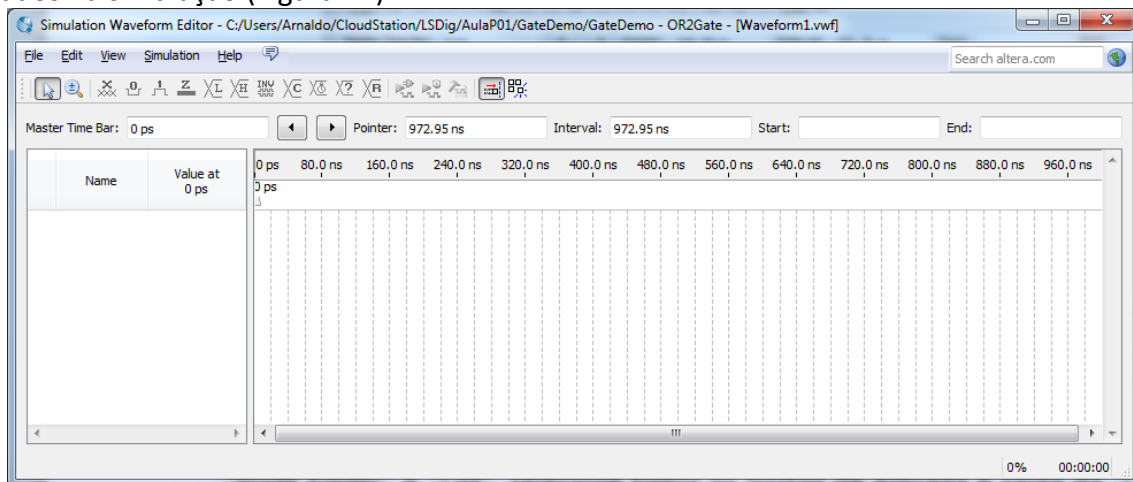 Simulation Waveform Editor - C:/Users/Arnaldo/CloudStation/LSDig/AulaP01/GateDemo/GateDemo - OR2Gate - [Waveform1.vwf]
File Edit View Simulation Help
Search altera.com
Master Time Bar: 0 ps Pointer: 972.95 ns Interval: 972.95 ns Start: End:
Name Value at 0 ps
0 ps 80.0 ns 160.0 ns 240.0 ns 320.0 ns 400.0 ns 480.0 ns 560.0 ns 640.0 ns 720.0 ns 800.0 ns 880.0 ns 960.0 ns
0 ps
0% 00:00:00